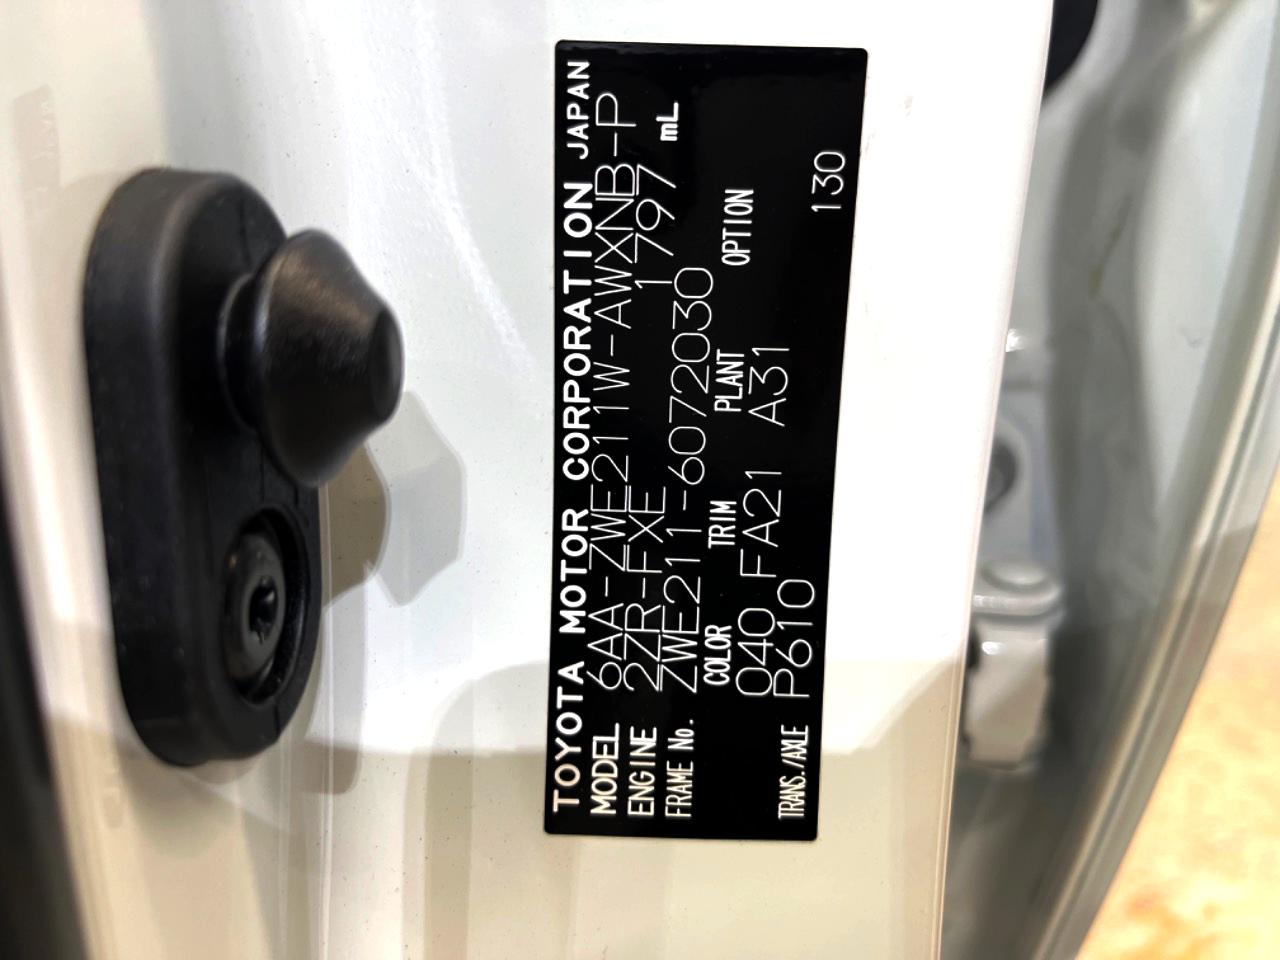 TOYOTA MOTOR CORPORATION JAPAN
MODEL 6AA-ZWE211W-AWXNB-P
ENGINE 2ZR-FXE 1797 mL
FRAME No. ZWE211-6072030
COLOR TRIM PLANT OPTION
040 FA21 A31
TRANS./AXLE P610
130